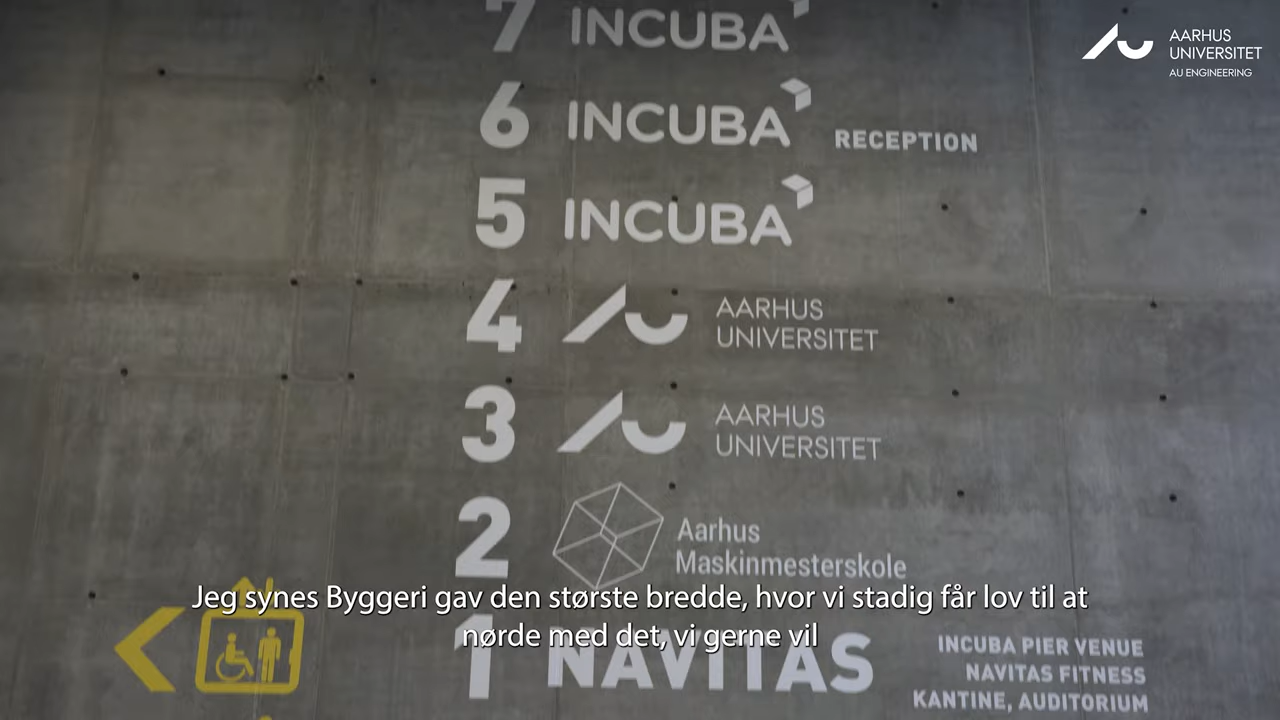 AARHUS
UNIVERSITET
AU ENGINEERING
7 INCUBA
6 INCUBA RECEPTION
5 INCUBA
4 AARHUS
UNIVERSITET
3 AARHUS
UNIVERSITET
2 Aarhus
Maskinmesterskole
Jeg synes Byggeri gav den største bredde, hvor vi stadig får lov til at
nørde med det, vi gerne vil
1 NAVITAS
INCUBA PIER VENUE
NAVITAS FITNESS
KANTINE, AUDITORIUM